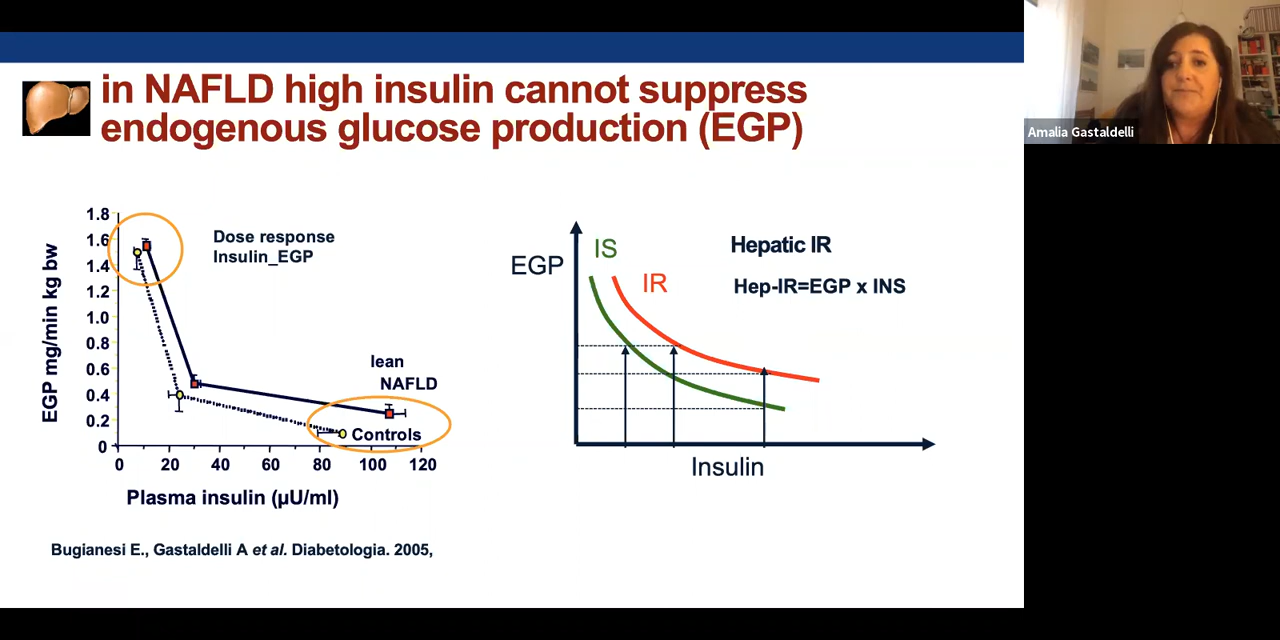 in NAFLD high insulin cannot suppress
endogenous glucose production (EGP)
Amalia Gastaldelli
EGP mg/min kg bw
1.8
1.6
1.4
1.2
1.0
0.8
0.6
0.4
0.2
0
0 20 40 60 80 100 120
Plasma insulin (µU/ml)
Dose response
Insulin_EGP
lean
NAFLD
Controls
EGP
IS
IR
Hepatic IR
Hep-IR=EGP x INS
Insulin
Bugianesi E., Gastaldelli A et al. Diabetologia. 2005,